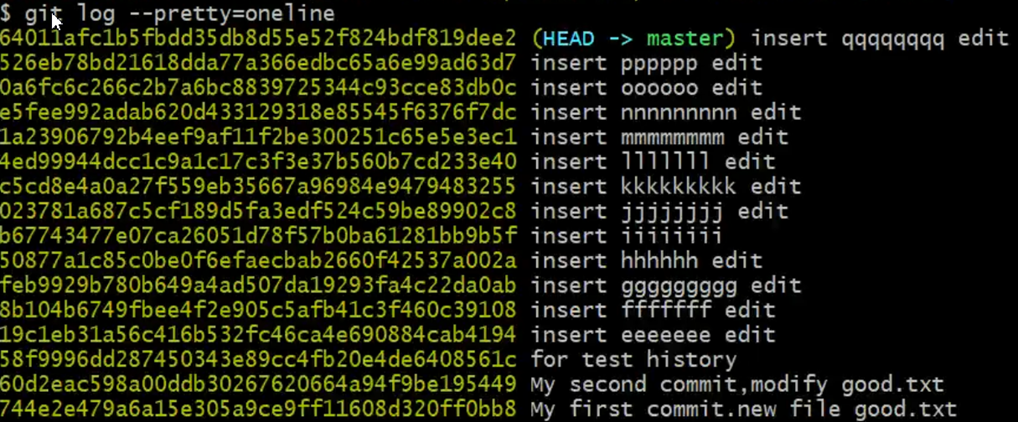 $ git log --pretty=oneline
64011afc1b5fbdd35db8d55e52f824bdf819dee2 (HEAD -> master) insert qqqqqqqq edit
526eb78bd21618dda77a366edbc65a6e99ad63d7 insert pppppp edit
0a6fc6c266c2b7a6bc8839725344c93cce83db0c insert oooooo edit
e5fee992adab620d433129318e85545f6376f7dc insert nnnnnnnnn edit
1a23906792b4eef9af11f2be300251c65e5e3ec1 insert mmmmmmmm edit
4ed99944dcc1c9a1c17c3f3e37b560b7cd233e40 insert lllllll edit
c5cd8e4a0a27f559eb35667a96984e9479483255 insert kkkkkkkkk edit
023781a687c5cf189d5fa3edf524c59be89902c8 insert jjjjjjjj edit
b67743477e07ca26051d78f57b0ba61281bb9b5f insert iiiiiiii
50877a1c85c0be0f6efaecbab2660f42537a002a insert hhhhhh edit
feb9929b780b649a4ad507da19293fa4c22da0ab insert ggggggggg edit
8b104b6749fbee4f2e905c5afb41c3f460c39108 insert fffffff edit
19c1eb31a56c416b532fc46ca4e690884cab4194 insert eeeeeee edit
58f9996dd287450343e89cc4fb20e4de6408561c for test history
60d2eac598a00ddb30267620664a94f9be195449 My second commit,modify good.txt
744e2e479a6a15e305a9ce9ff11608d320ff0bb8 My first commit.new file good.txt